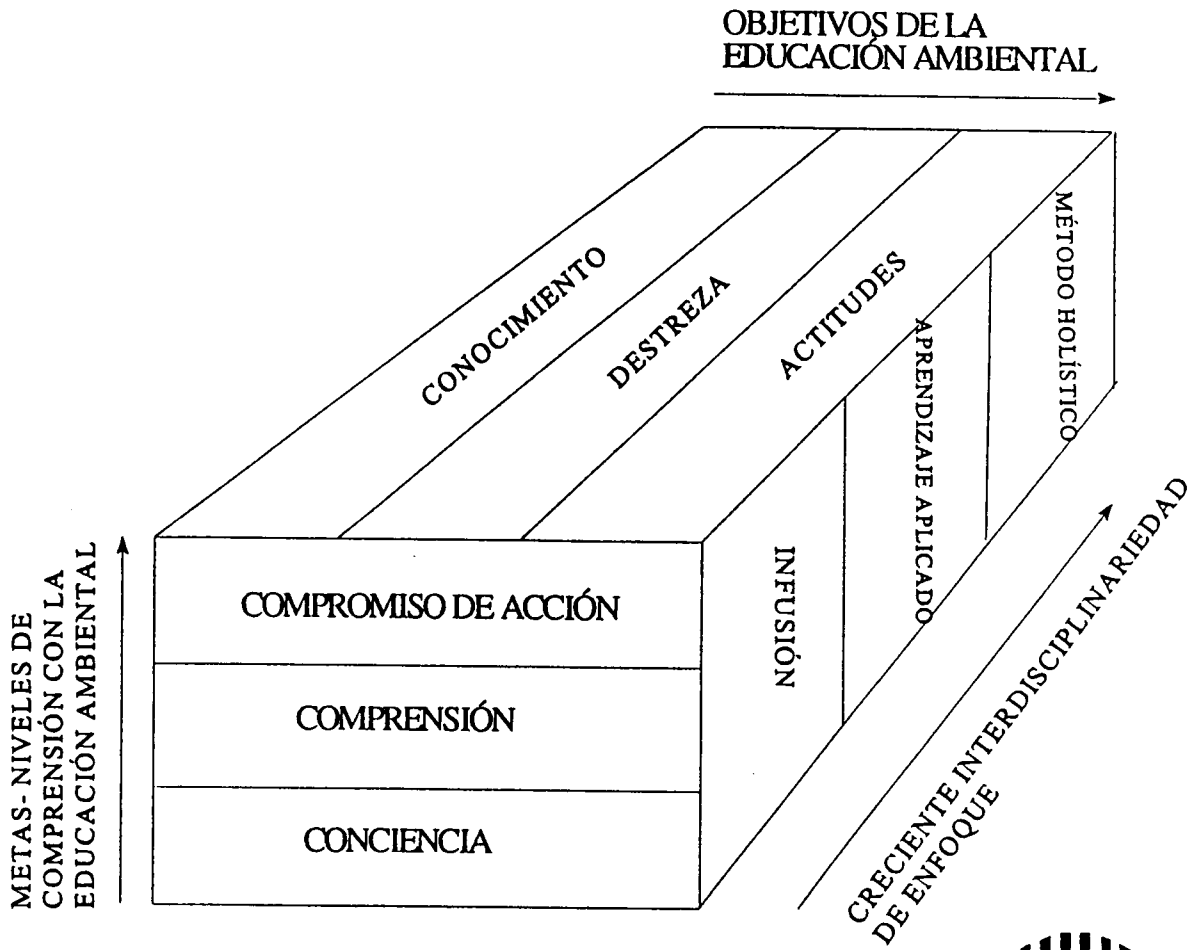 OBJETIVOS DE LA
EDUCACIÓN AMBIENTAL
CONOCIMIENTO
DESTREZA
ACTITUDES
MÉTODO HOLÍSTICO
APRENDIZAJE APLICADO
INFUSIÓN
COMPROMISO DE ACCIÓN
COMPRENSIÓN
CONCIENCIA
METAS- NIVELES DE
COMPRENSIÓN CON LA
EDUCACIÓN AMBIENTAL
CRECIENTE INTERDISCIPLINARIEDAD
DE ENFOQUE